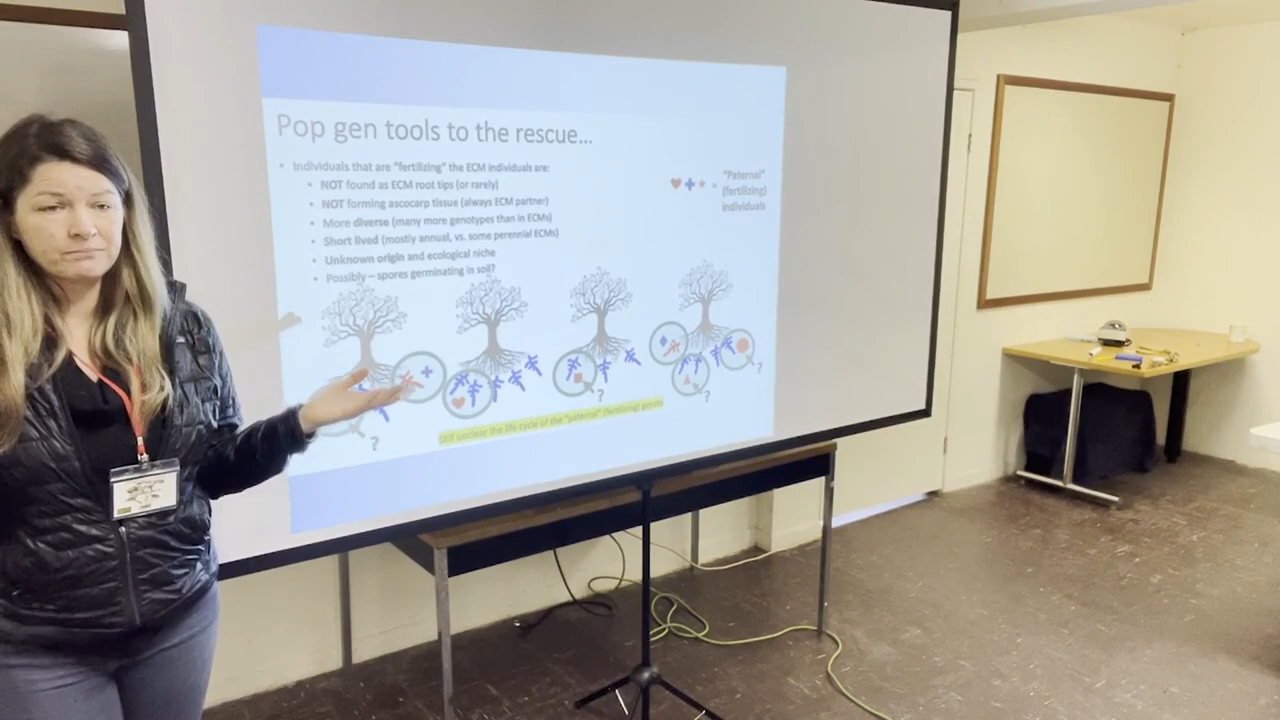 Pop gen tools to the rescue...
• Individuals that are "fertilizing" the ECM individuals are:
• NOT found as ECM root tips (or rarely)
• NOT forming ascocarp tissue (always ECM partner)
• More diverse (many more genotypes than in ECMs)
• Short lived (mostly annual, vs. some perennial ECMs)
• Unknown origin and ecological niche
• Possibly – spores germinating in soil?
= "Paternal"
(fertilizing)
individuals
?
?
?
?
Still unclear the life cycle of the "paternal" (fertilizing) genets